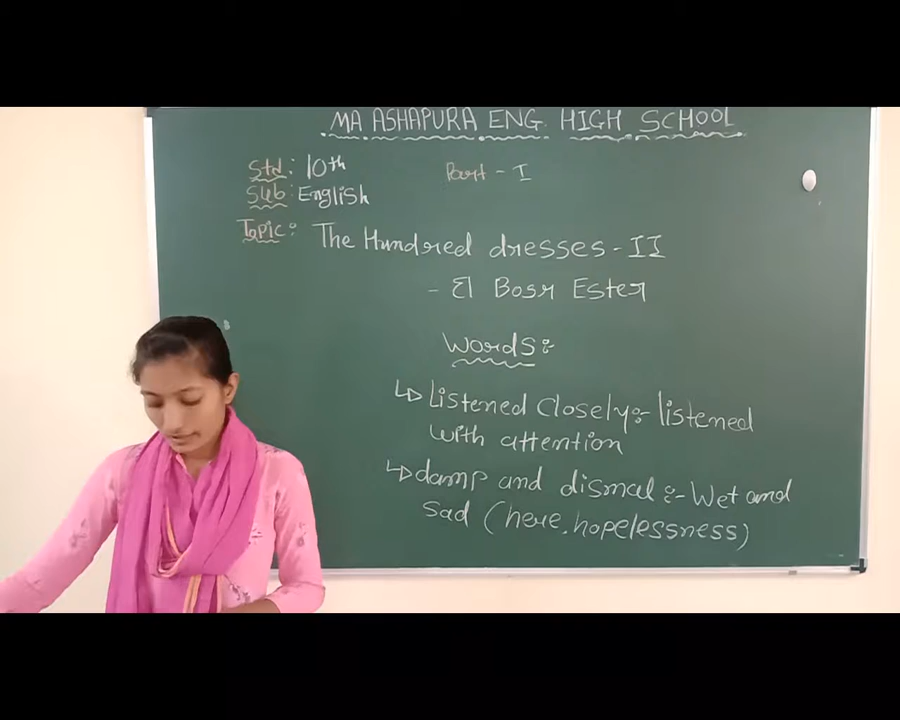 MA ASHAPURA ENG. HIGH SCHOOL
Std: 10th
Part - I
Sub: English
Topic: The Hundred dresses - II
- El Bosr Ester
Words :-
↳ Listened Closely :- listened
with attention
↳ damp and dismal :- Wet and
sad (here.hopelessness)